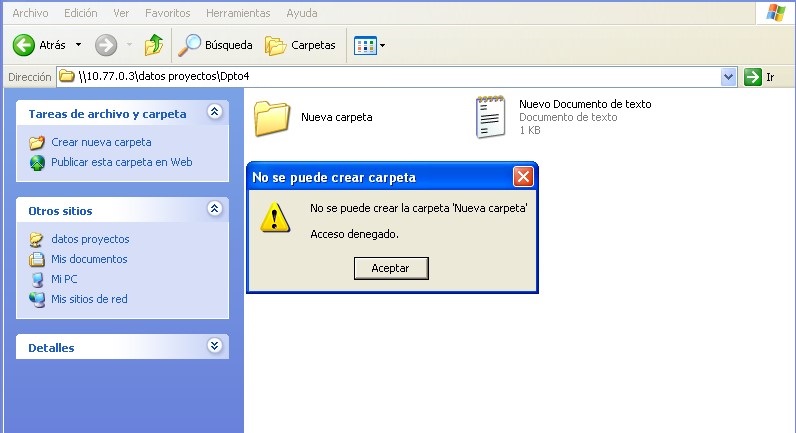 Archivo Edición Ver Favoritos Herramientas Ayuda
Atrás Búsqueda Carpetas
Dirección \\10.77.0.3\datos proyectos\Dpto4 Ir
Tareas de archivo y carpeta
Crear nueva carpeta
Publicar esta carpeta en Web
Otros sitios
datos proyectos
Mis documentos
Mi PC
Mis sitios de red
Detalles
Nueva carpeta
Nuevo Documento de texto
Documento de texto
1 KB
No se puede crear carpeta
No se puede crear la carpeta 'Nueva carpeta'
Acceso denegado.
Aceptar